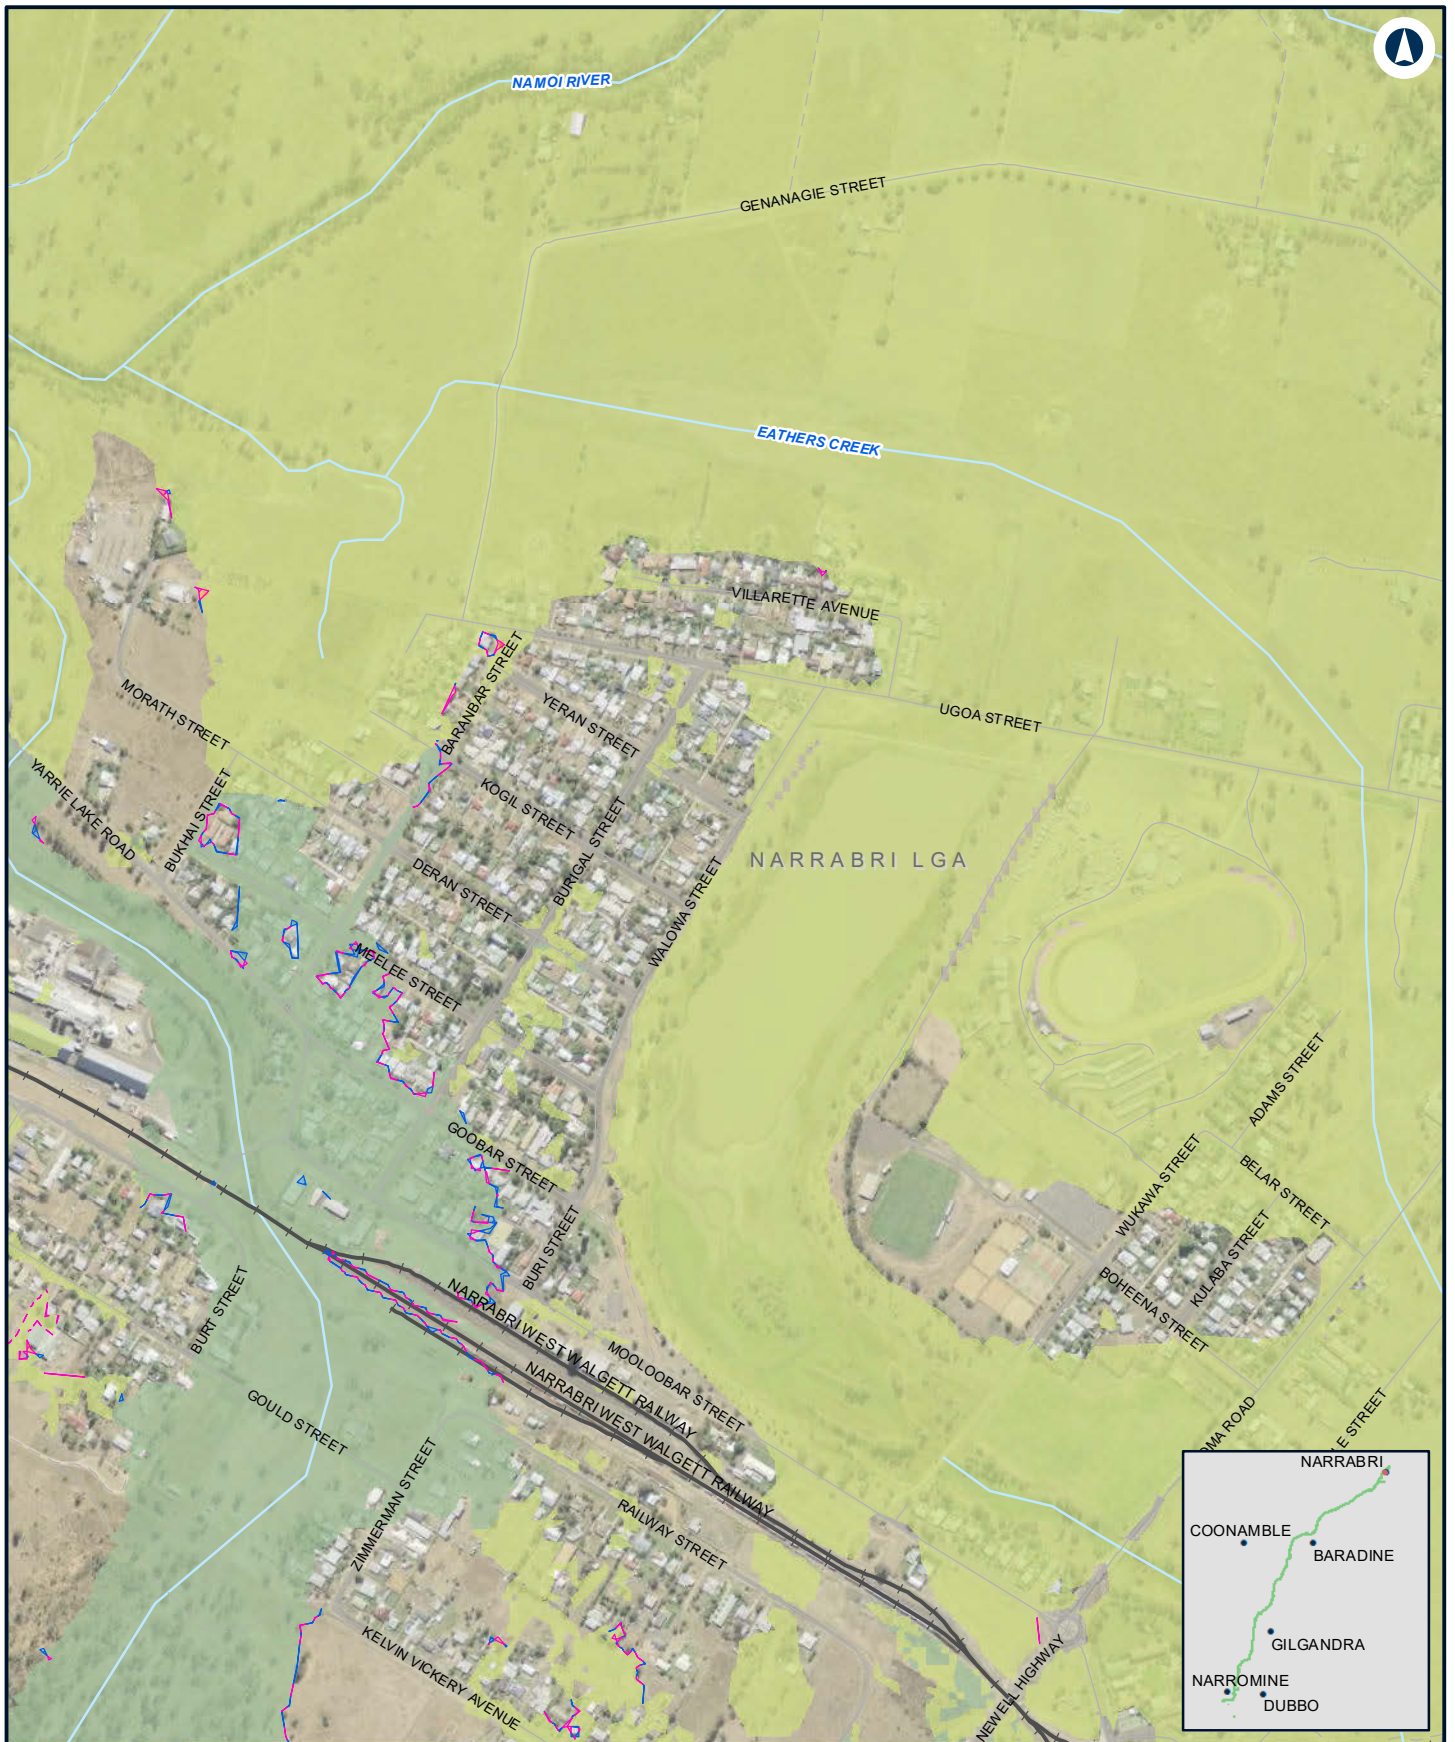 NAMOI RIVER
GENANAGIE STREET
EATHERS CREEK
VILLARETTE AVENUE
BARANBAR STREET
MORATH STREET
YERAN STREET
UGOA STREET
YARRIE LAKE ROAD
BUKHAI STREET
KOGIL STREET
BURIGAL STREET
NARRABRI LGA
DERAN STREET
WALOWA STREET
MEELEE STREET
ADAMS STREET
GOOBAR STREET
WUKAWA STREET
BELAR STREET
BURI STREET
KULABA STREET
BOHEENA STREET
BURT STREET
NARRABRI WEST WALGETT RAILWAY
MOOLOOBAR STREET
NARRABRI WEST WALGETT RAILWAY
GOULD STREET
OMA ROAD
LE STREET
ZIMMERMAN STREET
RAILWAY STREET
KELVIN VICKERY AVENUE
NEWELL HIGHWAY
NARRABRI
COONAMBLE
BARADINE
GILGANDRA
NARROMINE
DUBBO